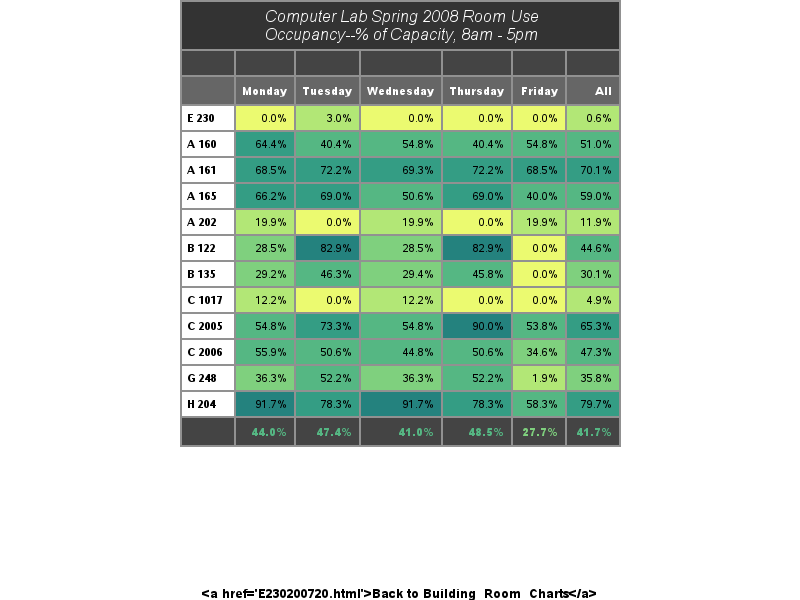 Computer Lab Spring 2008 Room Use
Occupancy--% of Capacity, 8am - 5pm
Monday Tuesday Wednesday Thursday Friday All
E 230 0.0% 3.0% 0.0% 0.0% 0.0% 0.6%
A 160 64.4% 40.4% 54.8% 40.4% 54.8% 51.0%
A 161 68.5% 72.2% 69.3% 72.2% 68.5% 70.1%
A 165 66.2% 69.0% 50.6% 69.0% 40.0% 59.0%
A 202 19.9% 0.0% 19.9% 0.0% 19.9% 11.9%
B 122 28.5% 82.9% 28.5% 82.9% 0.0% 44.6%
B 135 29.2% 46.3% 29.4% 45.8% 0.0% 30.1%
C 1017 12.2% 0.0% 12.2% 0.0% 0.0% 4.9%
C 2005 54.8% 73.3% 54.8% 90.0% 53.8% 65.3%
C 2006 55.9% 50.6% 44.8% 50.6% 34.6% 47.3%
G 248 36.3% 52.2% 36.3% 52.2% 1.9% 35.8%
H 204 91.7% 78.3% 91.7% 78.3% 58.3% 79.7%
44.0% 47.4% 41.0% 48.5% 27.7% 41.7%
<a href='E230200720.html'>Back to Building_Room_Charts</a>